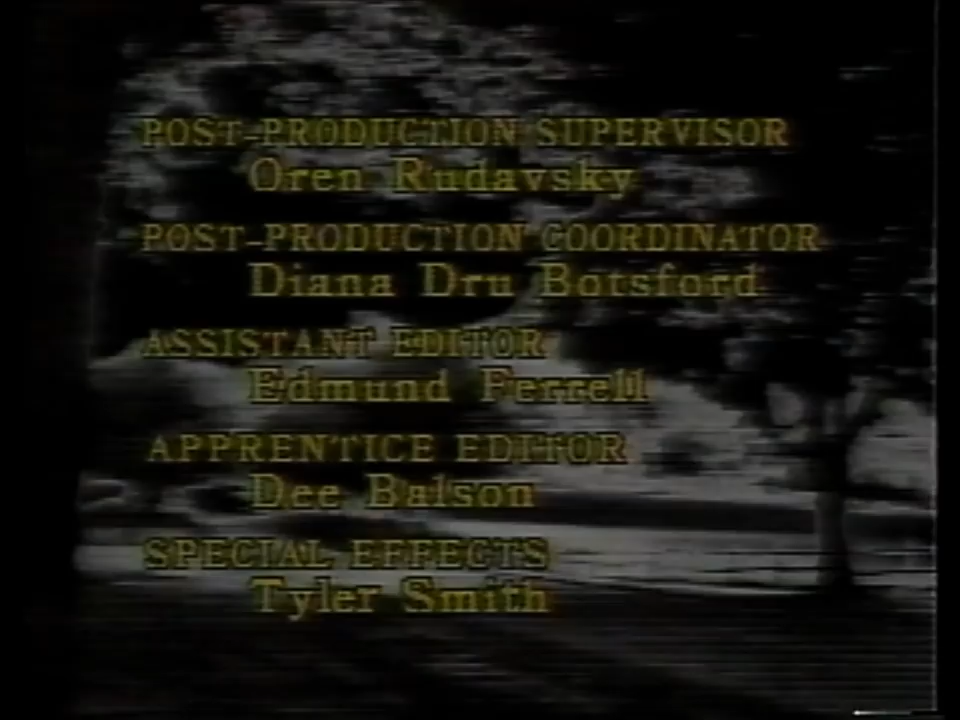 POST-PRODUCTION SUPERVISOR
Oren Rudavsky
POST-PRODUCTION COORDINATOR
Diana Dru Botsford
ASSISTANT EDITOR
Edmund Ferrell
APPRENTICE EDITOR
Dee Balson
SPECIAL EFFECTS
Tyler Smith